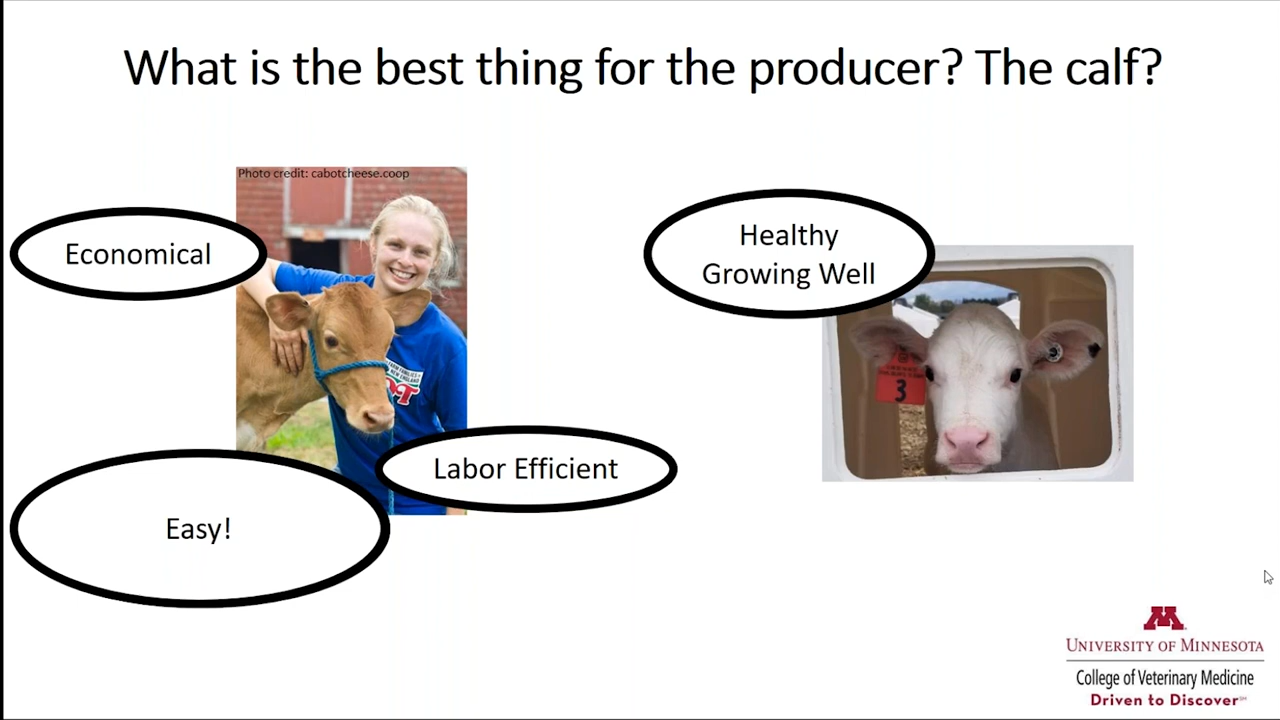 What is the best thing for the producer? The calf?
Photo credit: cabotcheese.coop
Economical
Healthy
Growing Well
3
Labor Efficient
Easy!
M
UNIVERSITY OF MINNESOTA
College of Veterinary Medicine
Driven to Discover